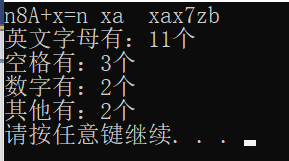 n8A+x=n xa  xax7zb
英文字母有：11个
空格有：3个
数字有：2个
其他有：2个
请按任意键继续. . .